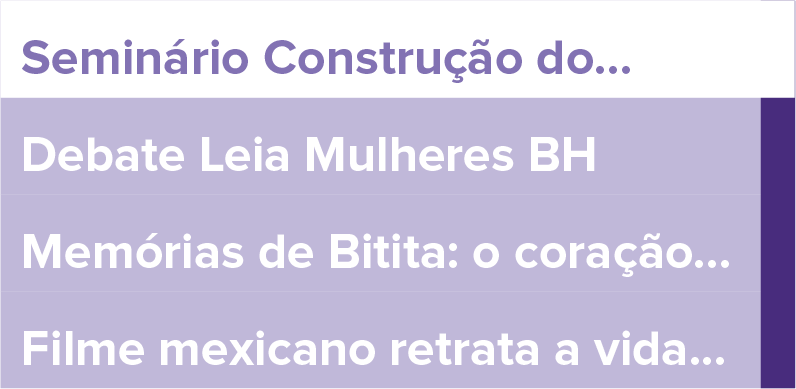 Seminário Construção do...
Debate Leia Mulheres BH
Memórias de Bitita: o coração...
Filme mexicano retrata a vida...